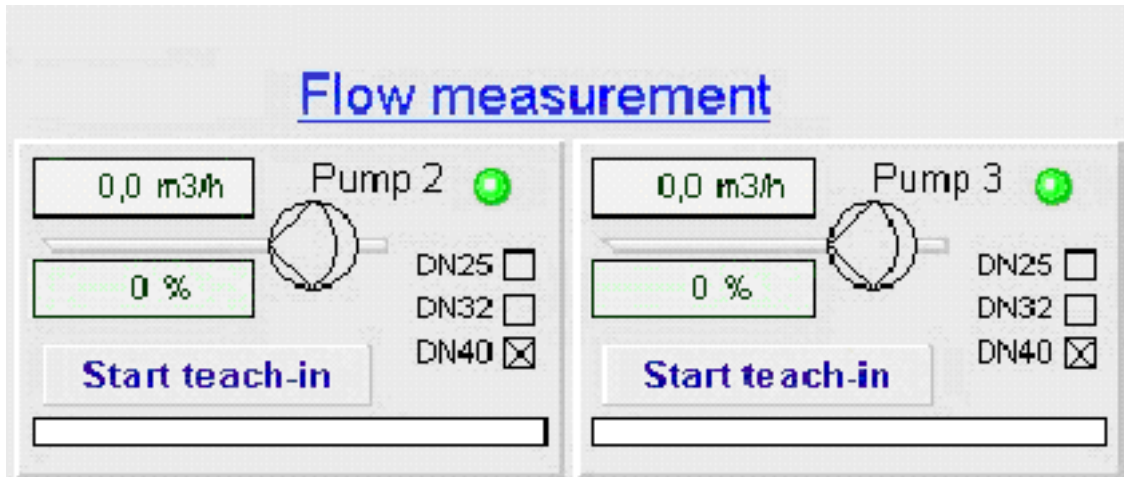 Flow measurement
0,0 m3/h
Pump 2
0 %
DN25
DN32
DN40
Start teach-in
0,0 m3/h
Pump 3
0 %
DN25
DN32
DN40
Start teach-in